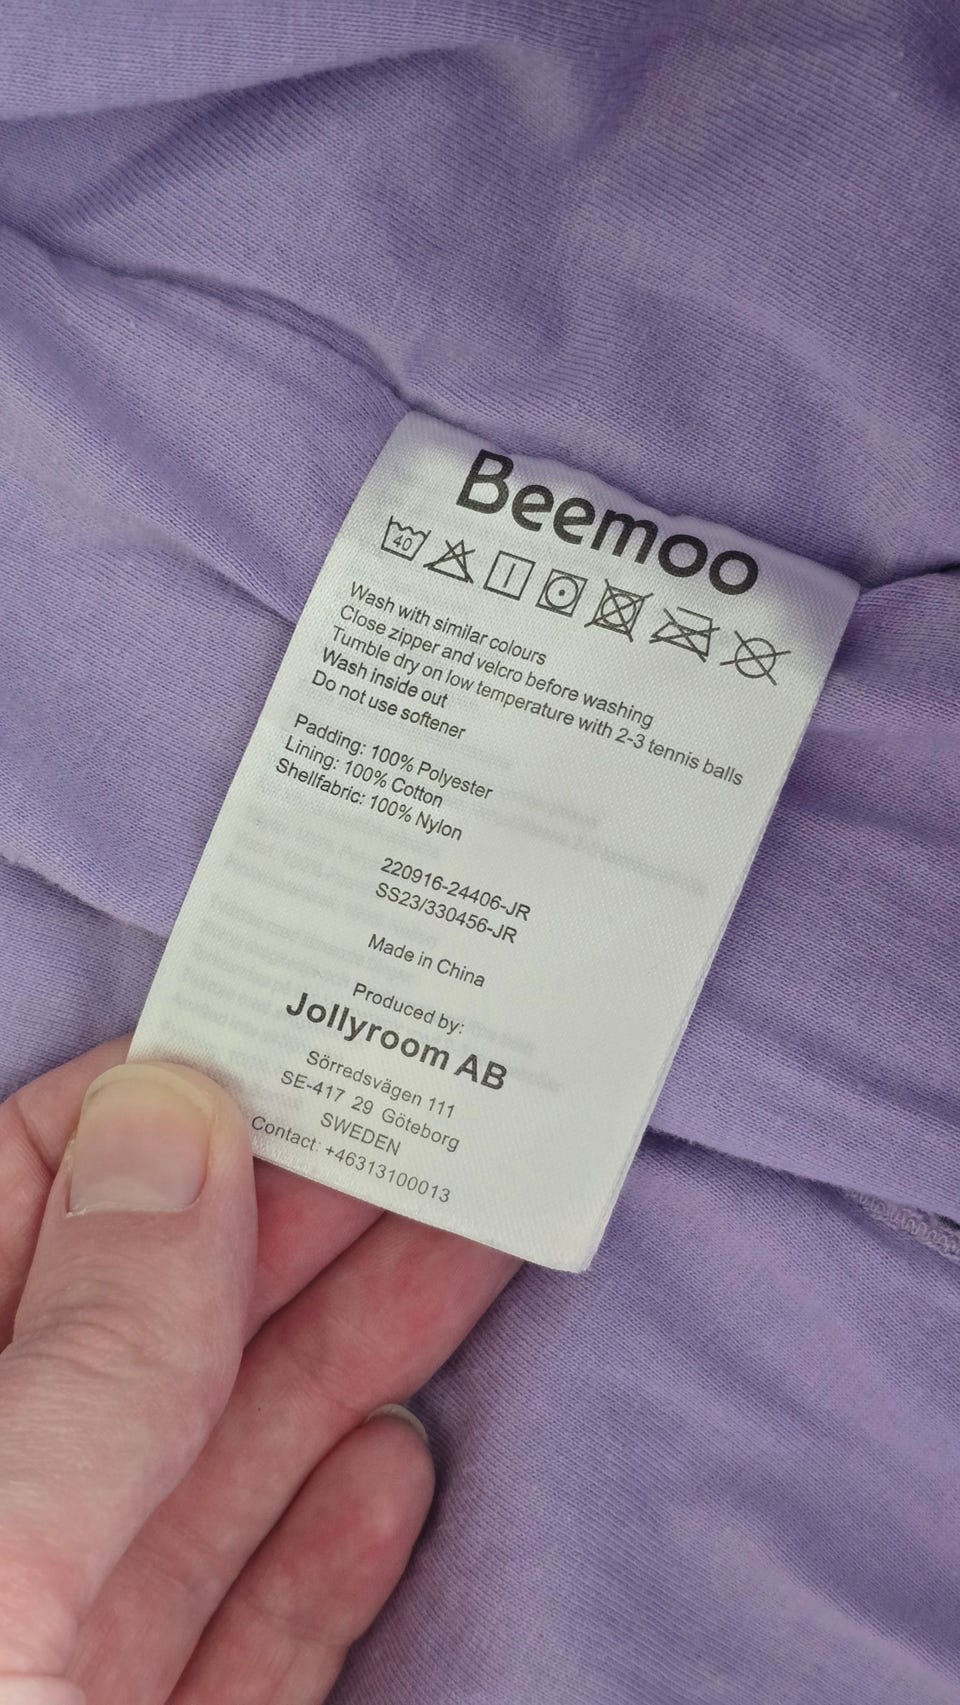 Beemoo
40
Wash with similar colours
Close zipper and velcro before washing
Tumble dry on low temperature with 2-3 tennis balls
Wash inside out
Do not use softener
Padding: 100% Polyester
Lining: 100% Cotton
Shellfabric: 100% Nylon
220916-24406-JR
SS23/330456-JR
Made in China
Produced by:
Jollyroom AB
Sörredsvägen 111
SE-417 29 Göteborg
SWEDEN
Contact: +46313100013